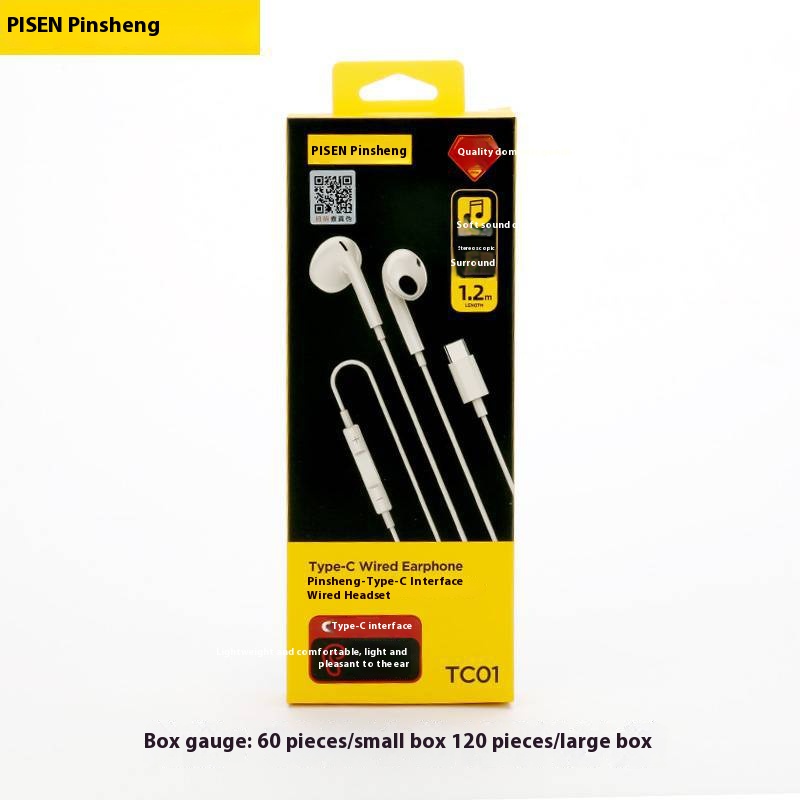 PISEN Pinsheng
PISEN Pinsheng
Quality dom
Soft sound
Stereoscopic
Surround
1.2m
LENGTH
Type-C Wired Earphone
Pinsheng-Type-C Interface
Wired Headset
Type-C interface
Lightweight and comfortable, light and
pleasant to the ear
TC01
Box gauge: 60 pieces/small box 120 pieces/large box